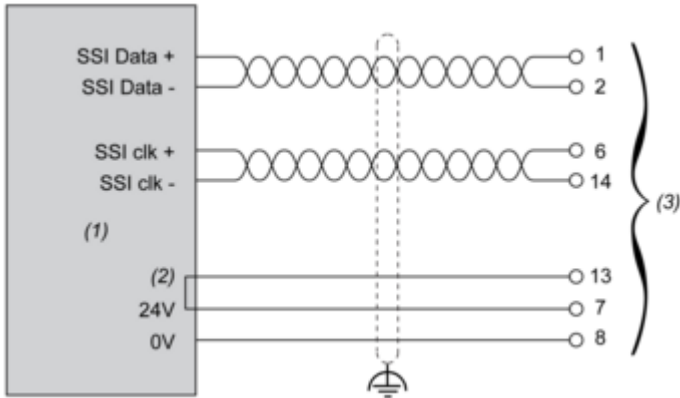 SSI Data + 1
SSI Data - 2
SSI clk + 6
SSI clk - 14
(1)
(3)
(2) 13
24V 7
0V 8